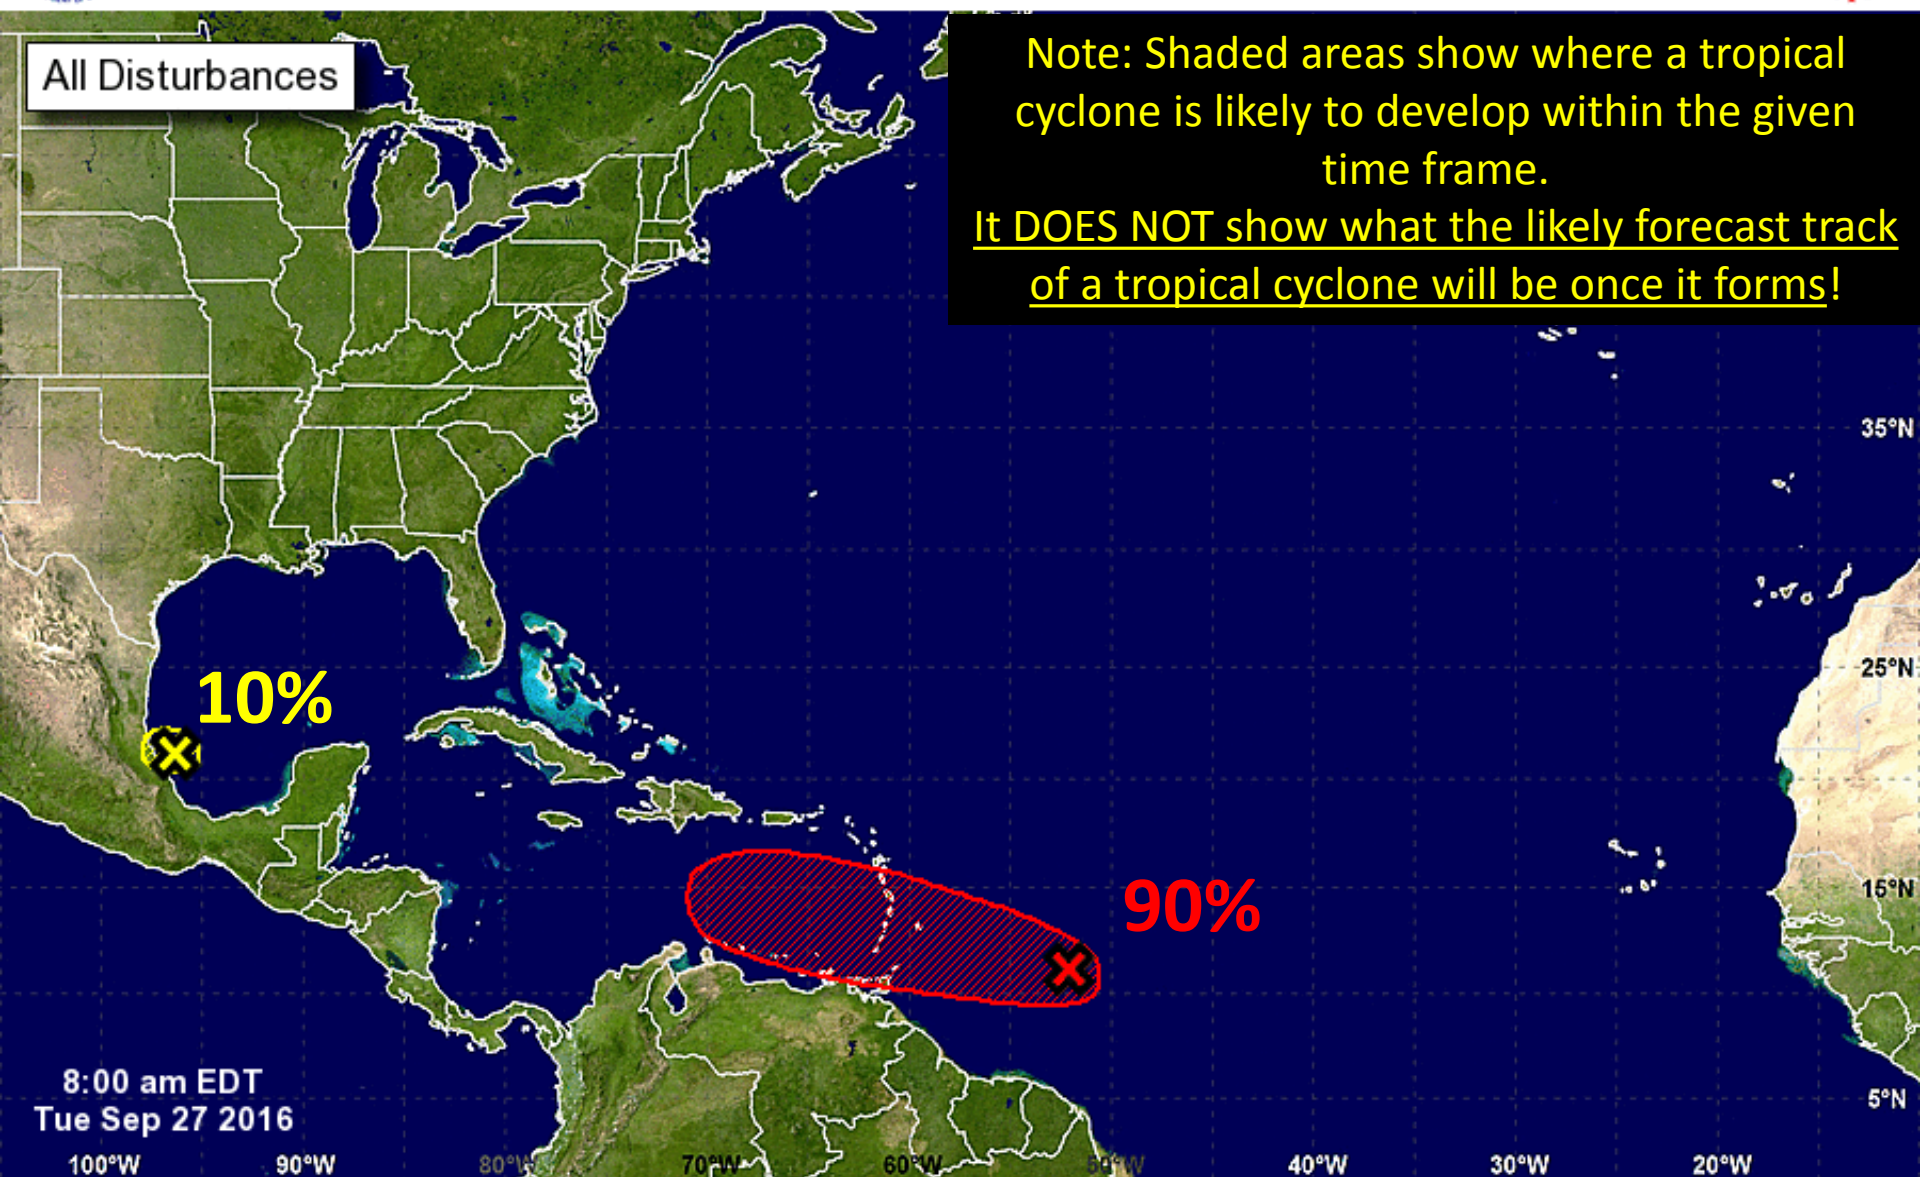 All Disturbances
Note: Shaded areas show where a tropical
cyclone is likely to develop within the given
time frame.
It DOES NOT show what the likely forecast track
of a tropical cyclone will be once it forms!
35°N
25°N
10%
90%
15°N
8:00 am EDT
Tue Sep 27 2016
5°N
100°W 90°W 80°W 70°W 60°W 50°W 40°W 30°W 20°W